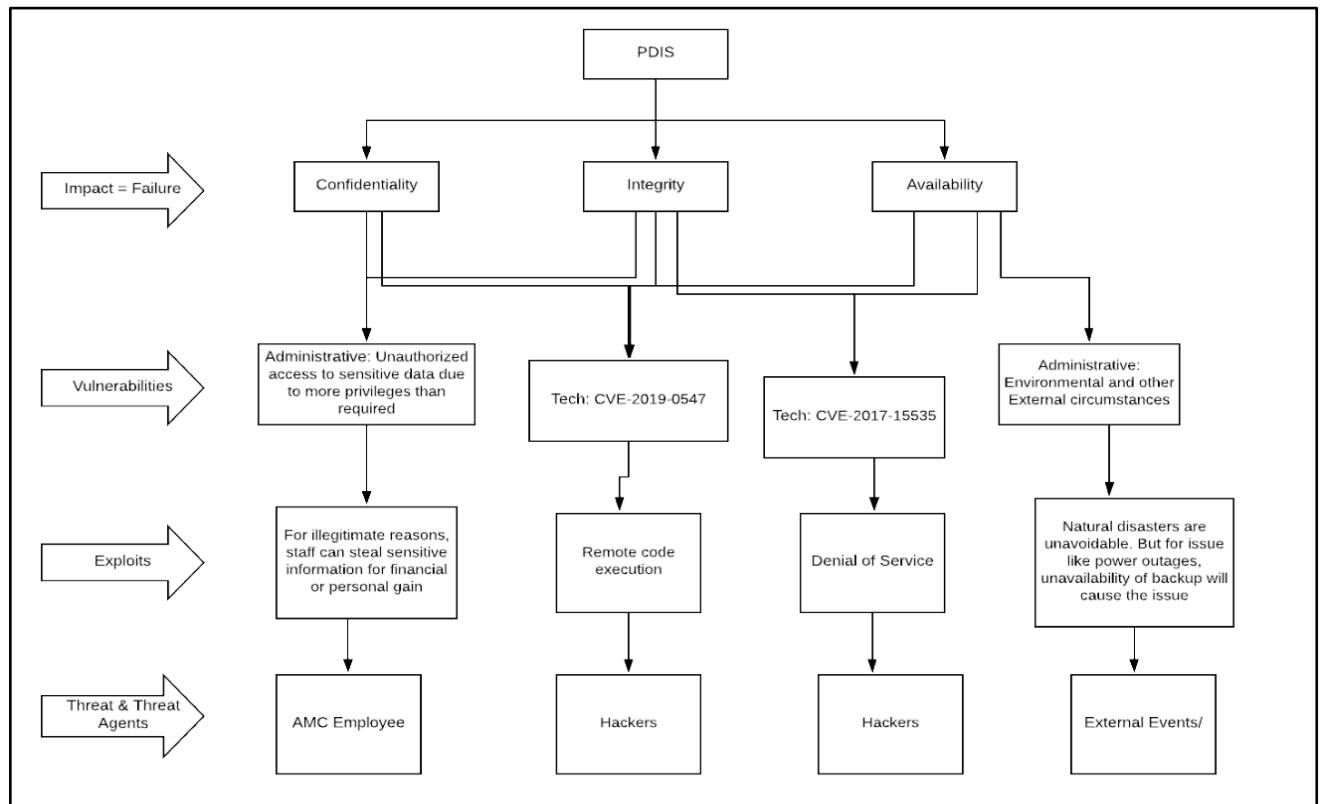 PDIS
Impact = Failure
Confidentiality
Integrity
Availability
Vulnerabilities
Administrative: Unauthorized
access to sensitive data due
to more privileges than
required
Tech: CVE-2019-0547
Tech: CVE-2017-15535
Administrative:
Environmental and other
External circumstances
Exploits
For illegitimate reasons,
staff can steal sensitive
information for financial
or personal gain
Remote code
execution
Denial of Service
Natural disasters are
unavoidable. But for issue
like power outages,
unavailability of backup will
cause the issue
Threat & Threat
Agents
AMC Employee
Hackers
Hackers
External Events/